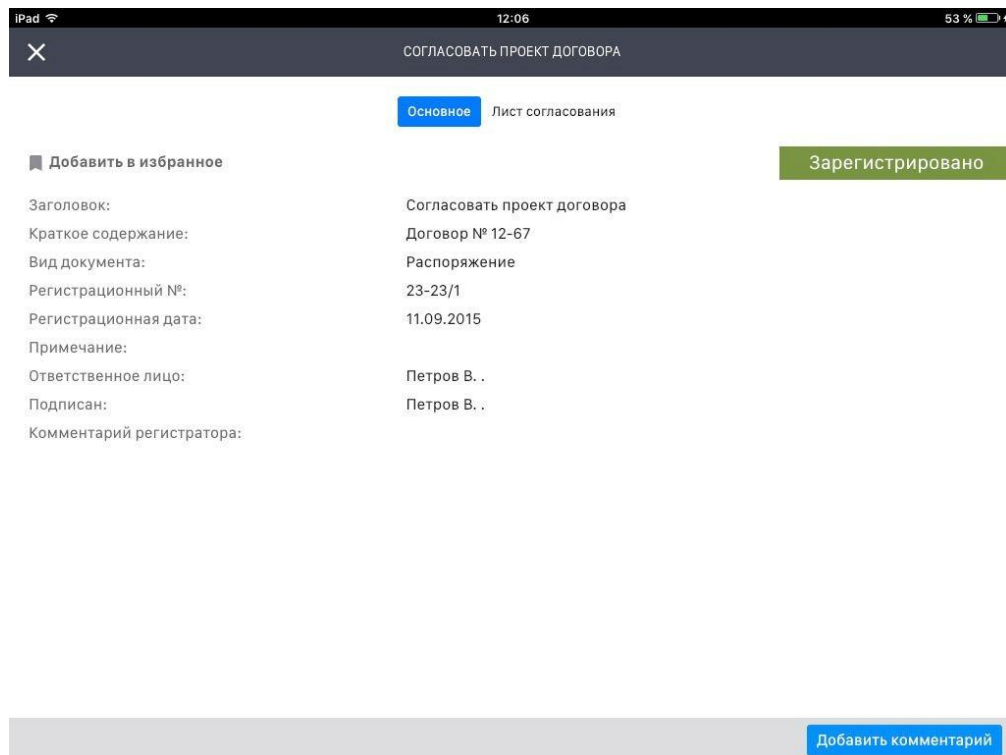 iPad 12:06 53 %
СОГЛАСОВАТЬ ПРОЕКТ ДОГОВОРА
Основное Лист согласования
Добавить в избранное Зарегистрировано
Заголовок: Согласовать проект договора
Краткое содержание: Договор № 12-67
Вид документа: Распоряжение
Регистрационный №: 23-23/1
Регистрационная дата: 11.09.2015
Примечание:
Ответственное лицо: Петров В. .
Подписан: Петров В. .
Комментарий регистратора:
Добавить комментарий